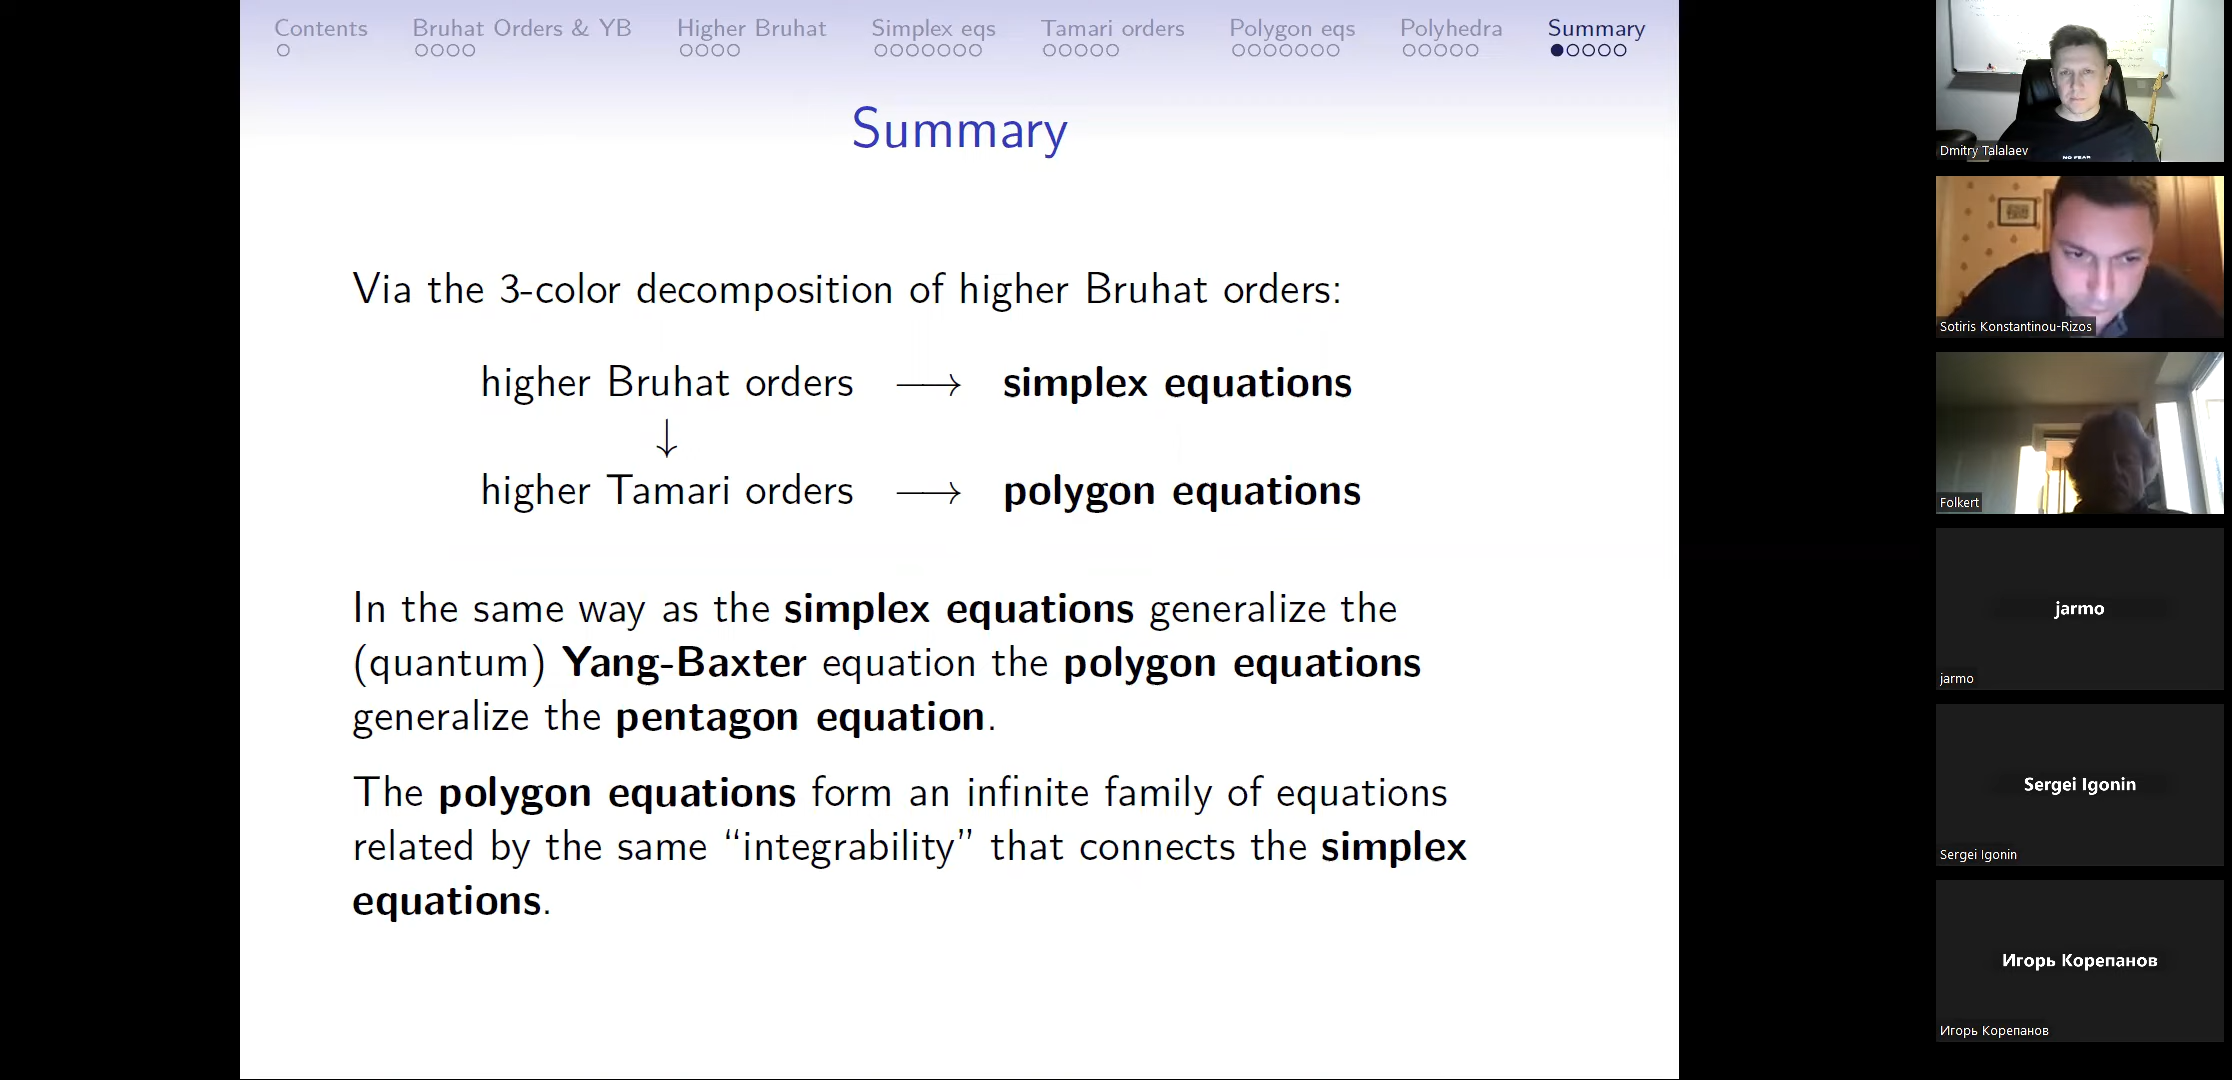 Contents Bruhat Orders & YB Higher Bruhat Simplex eqs Tamari orders Polygon eqs Polyhedra Summary
Summary
Via the 3-color decomposition of higher Bruhat orders:
higher Bruhat orders ⟶ simplex equations
↓
higher Tamari orders ⟶ polygon equations
In the same way as the simplex equations generalize the
(quantum) Yang-Baxter equation the polygon equations
generalize the pentagon equation.
The polygon equations form an infinite family of equations
related by the same “integrability” that connects the simplex
equations.
NO FEAR
Dmitry Talalaev
Sotiris Konstantinou-Rizos
Folkert
jarmo
jarmo
Sergei Igonin
Sergei Igonin
Игорь Корепанов
Игорь Корепанов